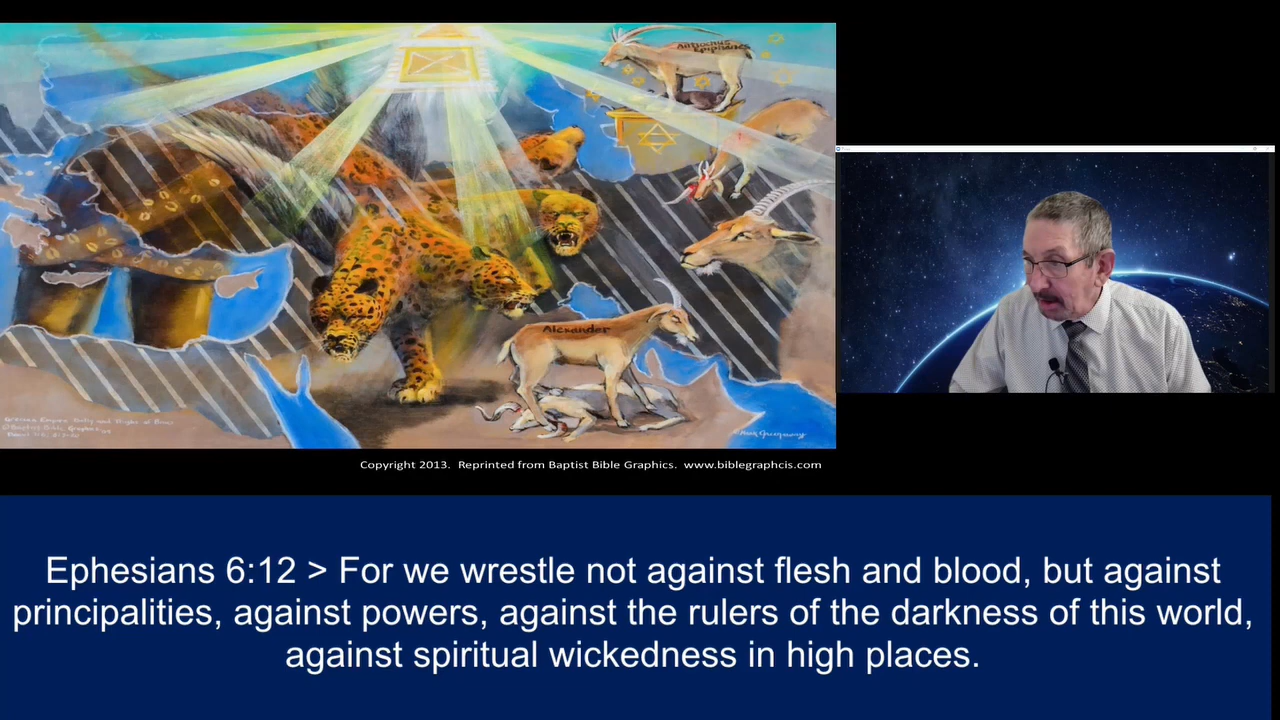 Antiochus
Epiphanes
Alexander
Copyright 2013. Reprinted from Baptist Bible Graphics. www.biblegraphcis.com
Ephesians 6:12 > For we wrestle not against flesh and blood, but against
principalities, against powers, against the rulers of the darkness of this world,
against spiritual wickedness in high places.